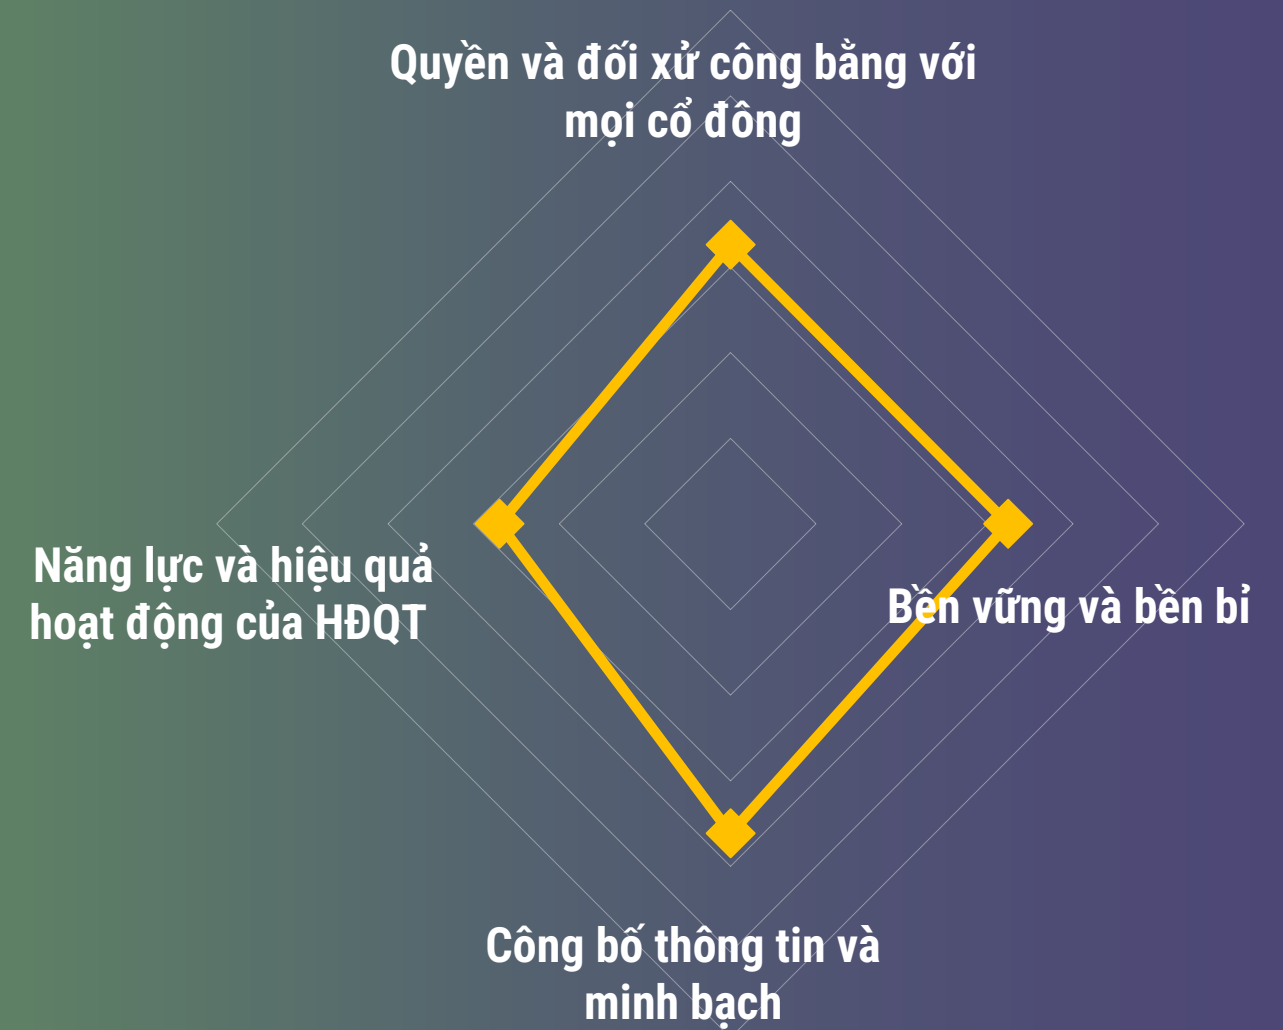 Quyền và đối xử công bằng với
mọi cổ đông
Năng lực và hiệu quả
hoạt động của HĐQT
Bền vững và bền bỉ
Công bố thông tin và
minh bạch